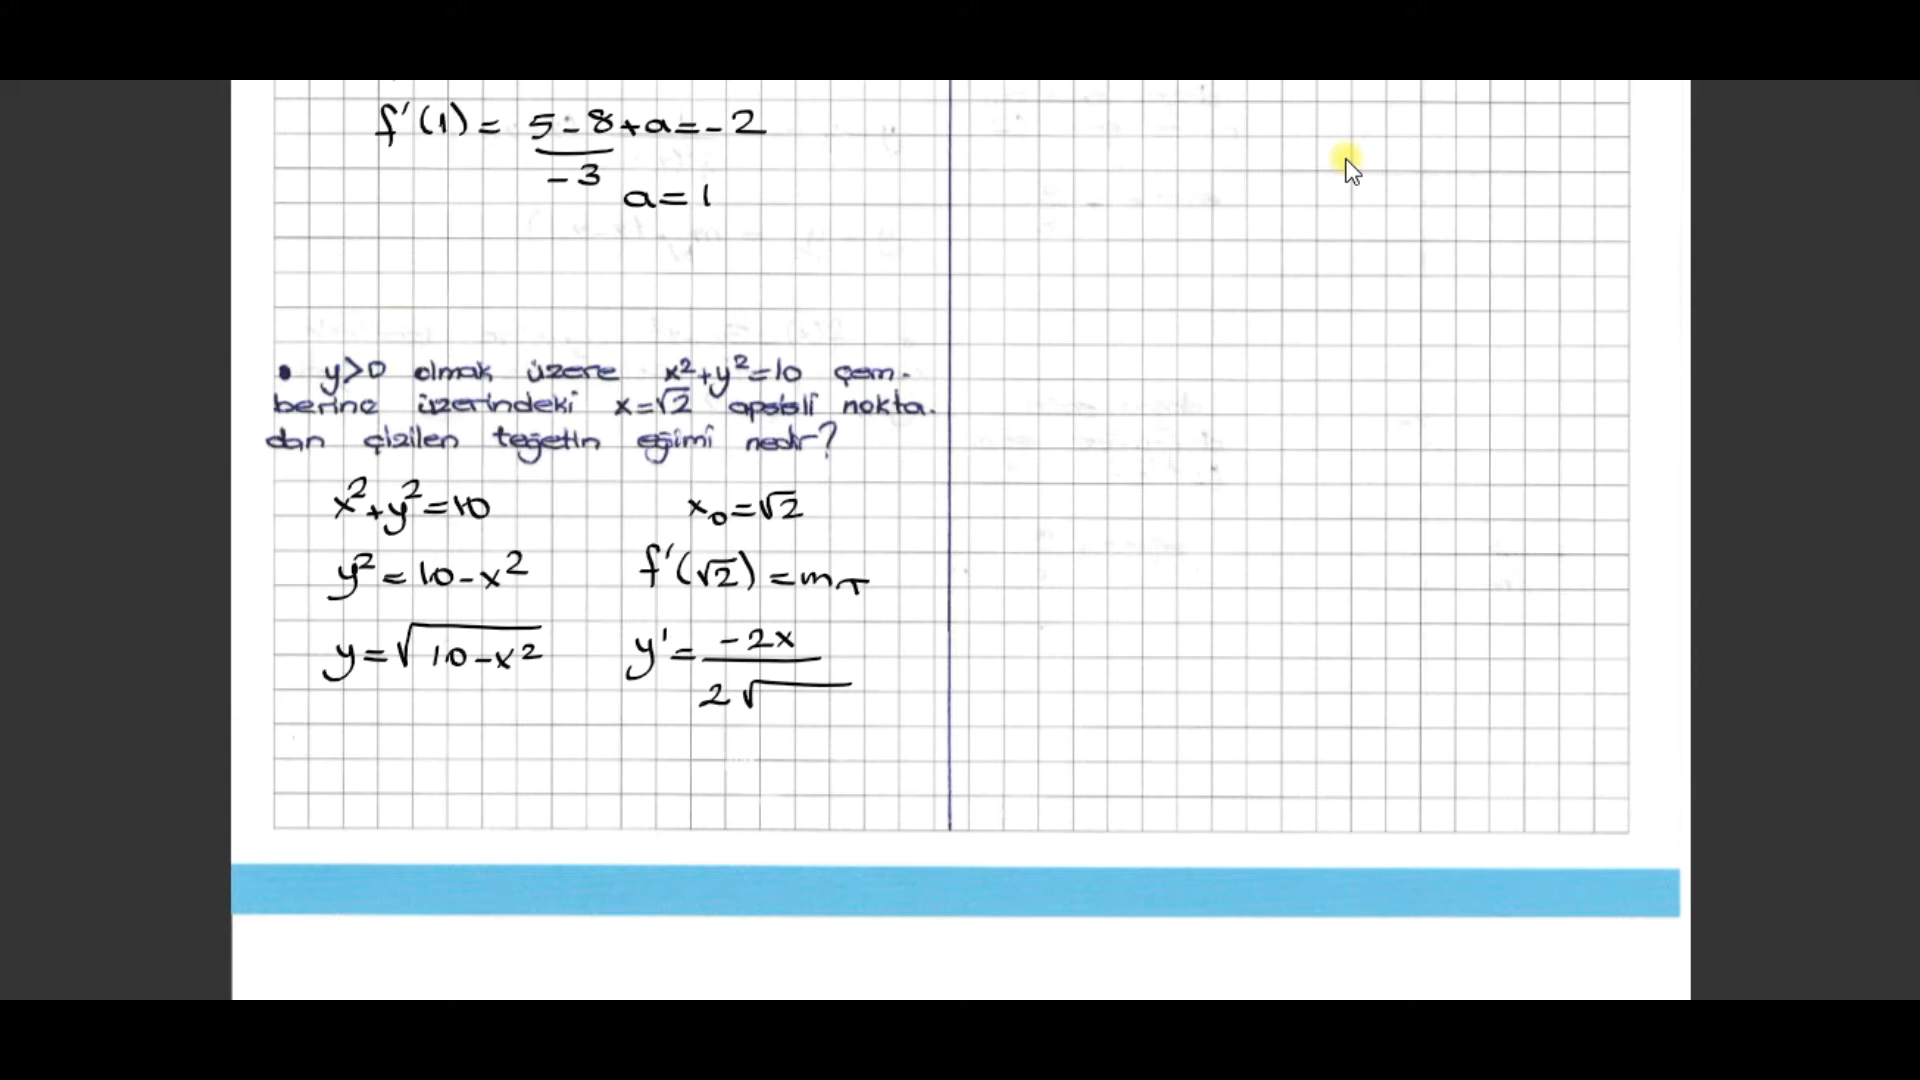 f'(1) = 5-8+a=-2
-3
a=1
• y>0 olmak üzere x²+y²=10 çem-
berine üzerindeki x=√2 apsisli nokta-
dan çizilen teğetin eğimi nedir?
x²+y²=10
x₀=√2
y²=10-x²
f'(√2)=m_T
y=√(10-x²)
y'=-2x
2√